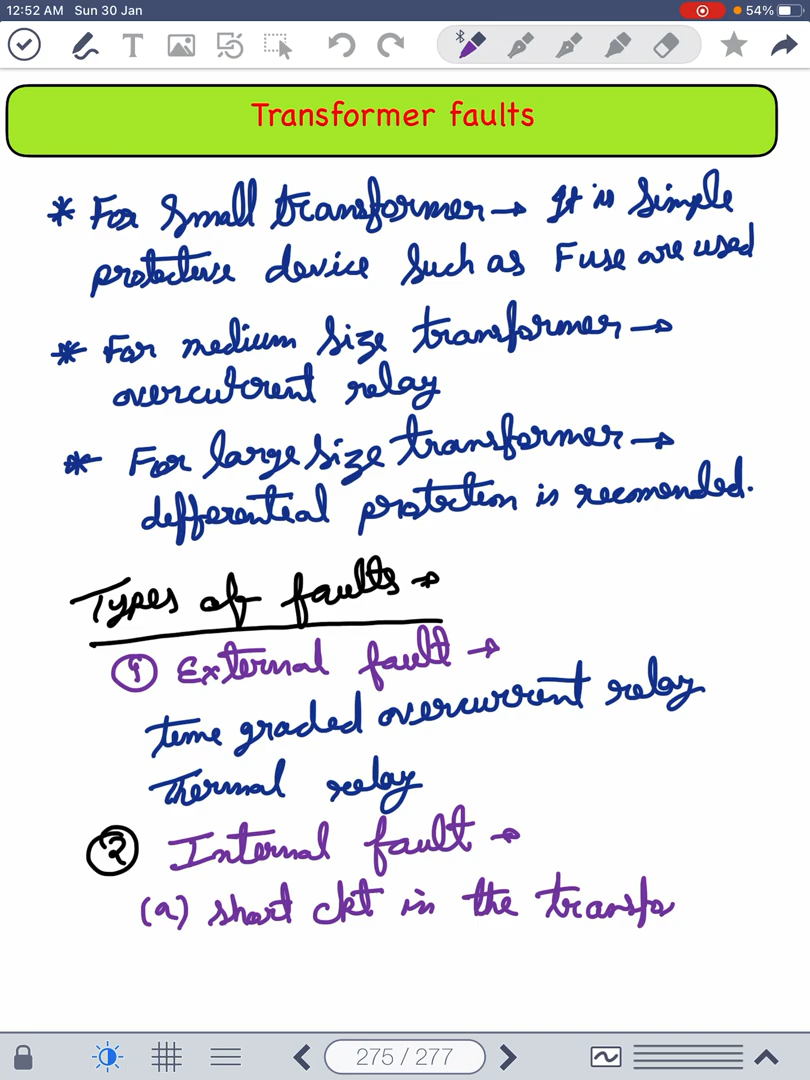 12:52 AM Sun 30 Jan 54%
T
Transformer faults
* For Small transformer → It is Simple
protective device Such as Fuse are used
* For medium Size transformer →
overcurrent relay
* For large Size transformer →
differential protection is recomended.
Types of faults →
① External fault →
time graded overcurrent relay
Thermal relay
② Internal fault →
(a) short ckt in the transfo
275 / 277